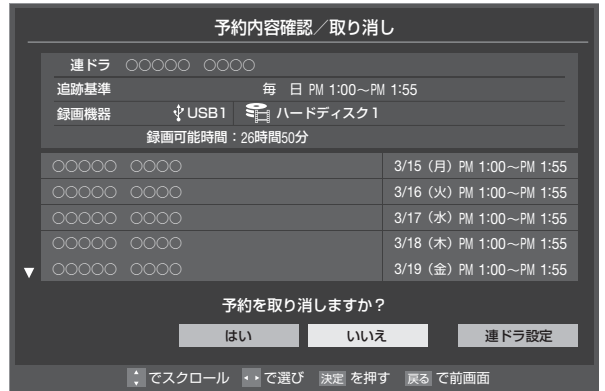 予約内容確認／取り消し
連ドラ ○○○○○ ○○○○
追跡基準 毎 日 PM 1:00～PM 1:55
録画機器 USB1 ハードディスク1
録画可能時間：26時間50分
○○○○○ ○○○○ 3/15（月）PM 1:00～PM 1:55
○○○○○ ○○○○ 3/16（火）PM 1:00～PM 1:55
○○○○○ ○○○○ 3/17（水）PM 1:00～PM 1:55
○○○○○ ○○○○ 3/18（木）PM 1:00～PM 1:55
▼ ○○○○○ ○○○○ 3/19（金）PM 1:00～PM 1:55
予約を取り消しますか？
はい いいえ 連ドラ設定
でスクロール で選び 決定 を押す 戻る で前画面